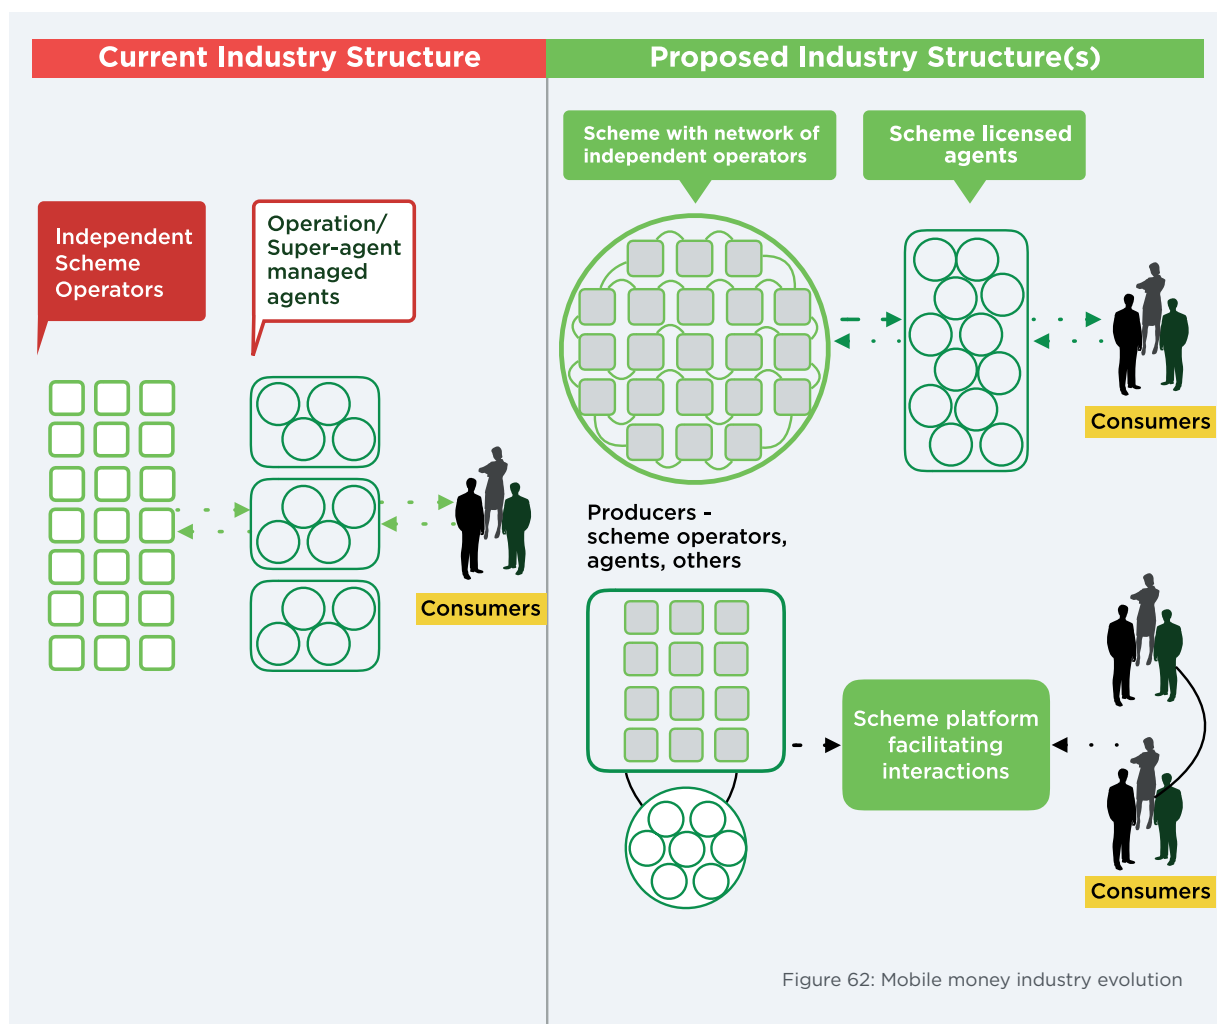 Current Industry Structure
Proposed Industry Structure(s)
Independent
Scheme
Operators
Operation/
Super-agent
managed
agents
Consumers
Scheme with network of
independent operators
Scheme licensed
agents
Consumers
Producers -
scheme operators,
agents, others
Scheme platform
facilitating
interactions
Consumers
Figure 62: Mobile money industry evolution